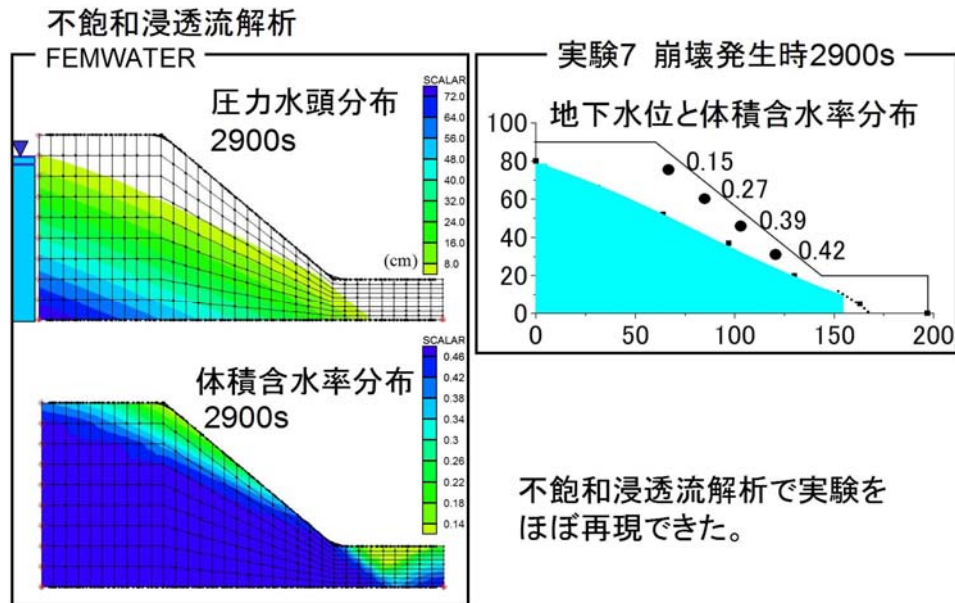 不飽和浸透流解析
FEMWATER
圧力水頭分布
2900s
SCALAR
72.0
64.0
56.0
48.0
40.0
32.0
24.0
16.0
8.0
(cm)
体積含水率分布
2900s
SCALAR
0.46
0.42
0.38
0.34
0.3
0.26
0.22
0.18
0.14
実験7 崩壊発生時2900s
地下水位と体積含水率分布
100
80
60
40
20
0
0.15
0.27
0.39
0.42
0 50 100 150 200
不飽和浸透流解析で実験を
ほぼ再現できた。